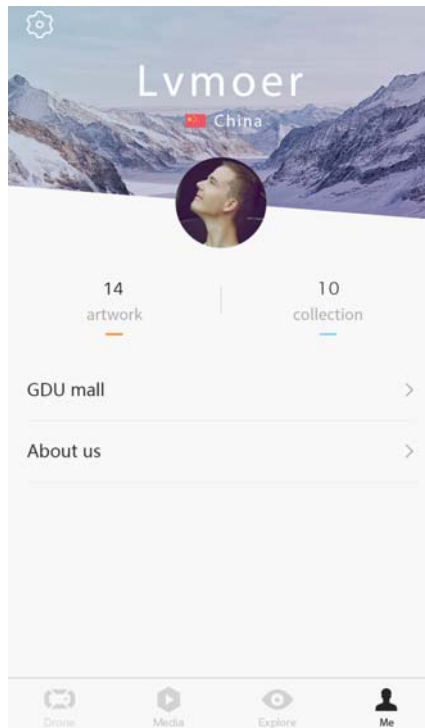 Lvmoer
China
14
artwork
10
collection
GDU mall
About us
Drone
Media
Explore
Me